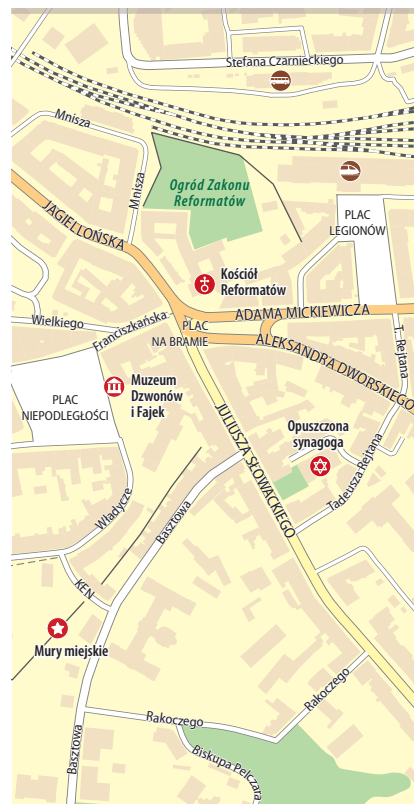 Stefana Czarnieckiego
Mnisza
Mnisza
Ogród Zakonu
Reformatów
PLAC
LEGIONÓW
JAGIELLOŃSKA
Kościół
Reformatów
ADAMA MICKIEWICZA
Wielkiego
Franciszkańska
PLAC
NA BRAMIE
ALEKSANDRA DWORSKIEGO
T. Rejtana
Muzeum
Dzwonów
i Fajek
PLAC
NIEPODLEGŁOŚCI
JULIUSZA SŁOWACKIEGO
Opuszczona
synagoga
Tadeusza Rejtana
Władycze
Basztowa
KEN
Mury miejskie
Rakoczego
Rakoczego
Basztowa
Biskupa Pelczara